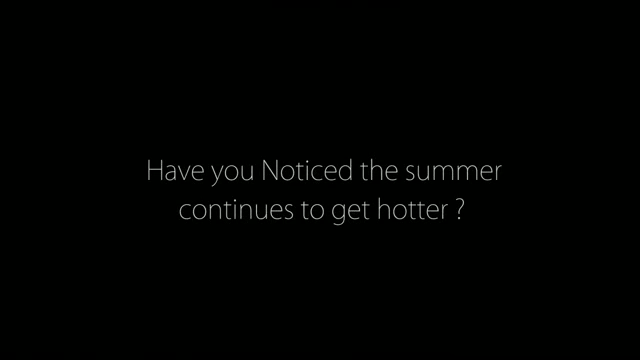 Have you Noticed the summer
continues to get hotter ?